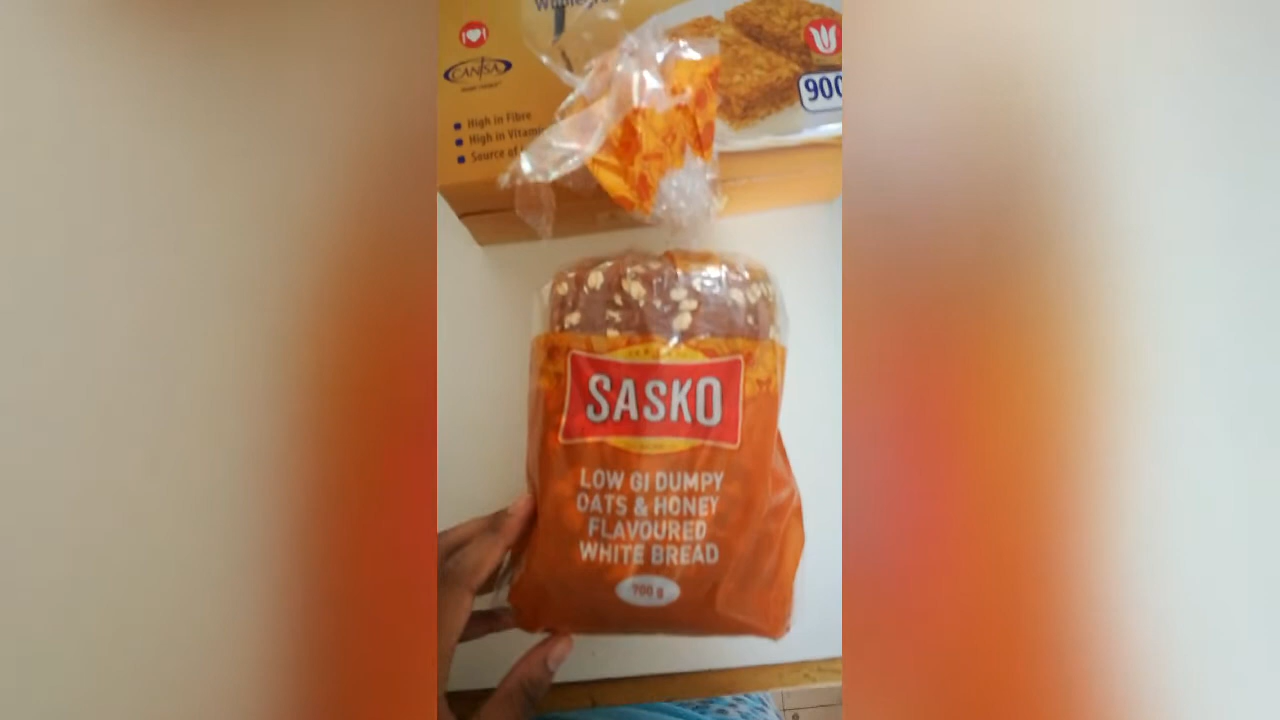 CANSA
900
High in Fibre
High in
Source of
SASKO
LOW GI DUMPY
OATS & HONEY
FLAVOURED
WHITE BREAD
700 g